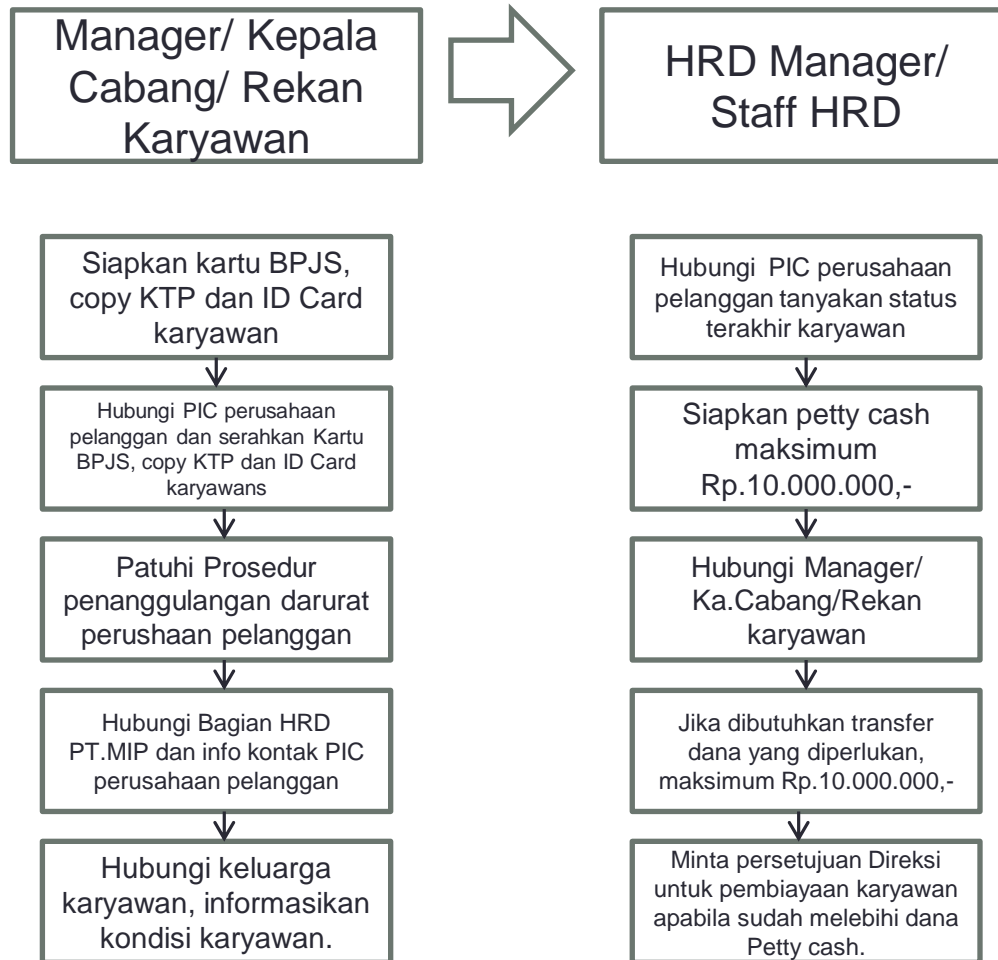 Manager/ Kepala
Cabang/ Rekan
Karyawan
HRD Manager/
Staff HRD
Siapkan kartu BPJS,
copy KTP dan ID Card
karyawan
Hubungi PIC perusahaan
pelanggan dan serahkan Kartu
BPJS, copy KTP dan ID Card
karyawans
Patuhi Prosedur
penanggulangan darurat
perushaan pelanggan
Hubungi Bagian HRD
PT.MIP dan info kontak PIC
perusahaan pelanggan
Hubungi keluarga
karyawan, informasikan
kondisi karyawan.
Hubungi PIC perusahaan
pelanggan tanyakan status
terakhir karyawan
Siapkan petty cash
maksimum
Rp.10.000.000,-
Hubungi Manager/
Ka.Cabang/Rekan
karyawan
Jika dibutuhkan transfer
dana yang diperlukan,
maksimum Rp.10.000.000,-
Minta persetujuan Direksi
untuk pembiayaan karyawan
apabila sudah melebihi dana
Petty cash.